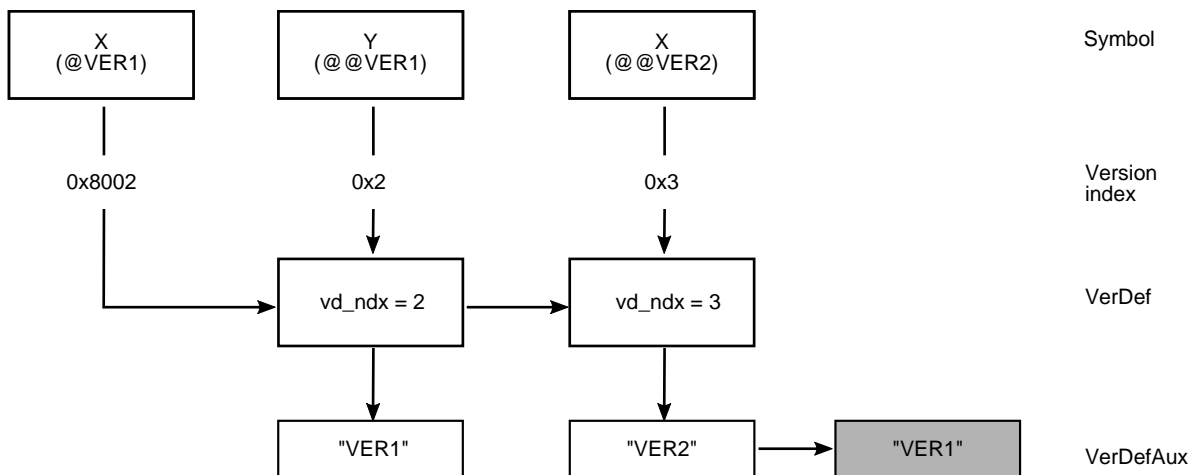 X
(@VER1)
Y
(@@VER1)
X
(@@VER2)
Symbol
0x8002
0x2
0x3
Version
index
vd_ndx = 2
vd_ndx = 3
VerDef
"VER1"
"VER2"
"VER1"
VerDefAux